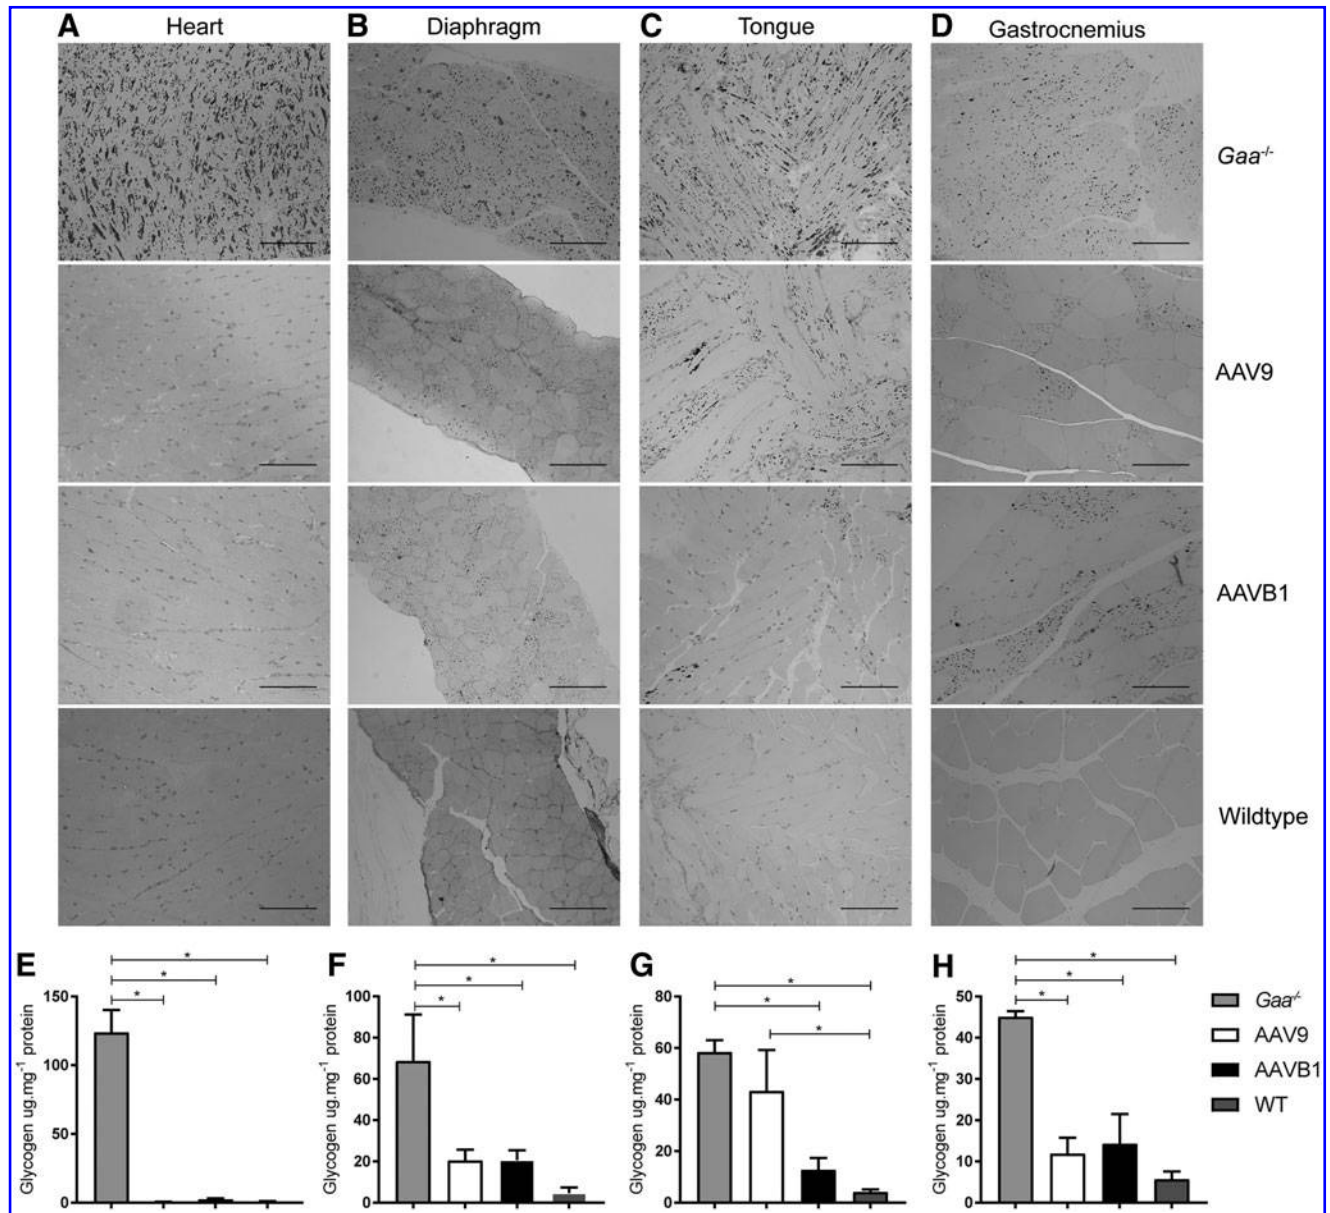 A Heart B Diaphragm C Tongue D Gastrocnemius
Gaa-/-
AAV9
AAVB1
Wildtype
E
* * *
150
100
50
0
Glycogen ug.mg-1 protein
F
* * *
100
80
60
40
20
0
Glycogen ug.mg-1 protein
G
* * *
80
60
40
20
0
Glycogen ug.mg-1 protein
H
* * *
50
40
30
20
10
0
Glycogen ug.mg-1 protein
Gaa-/-
AAV9
AAVB1
WT